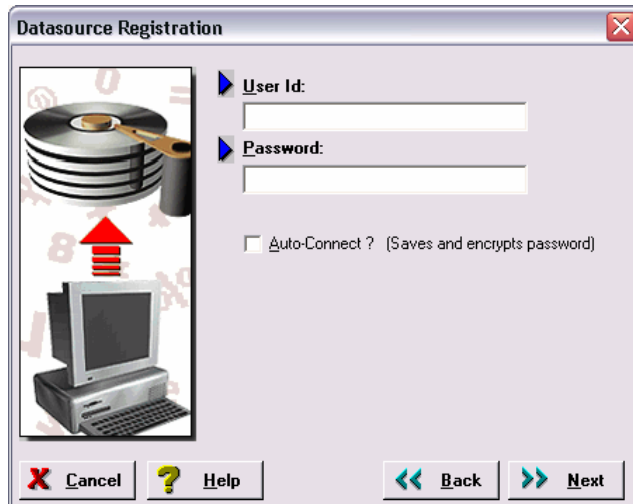 Datasource Registration
User Id:
Password:
Auto-Connect ? (Saves and encrypts password)
Cancel
Help
Back
Next